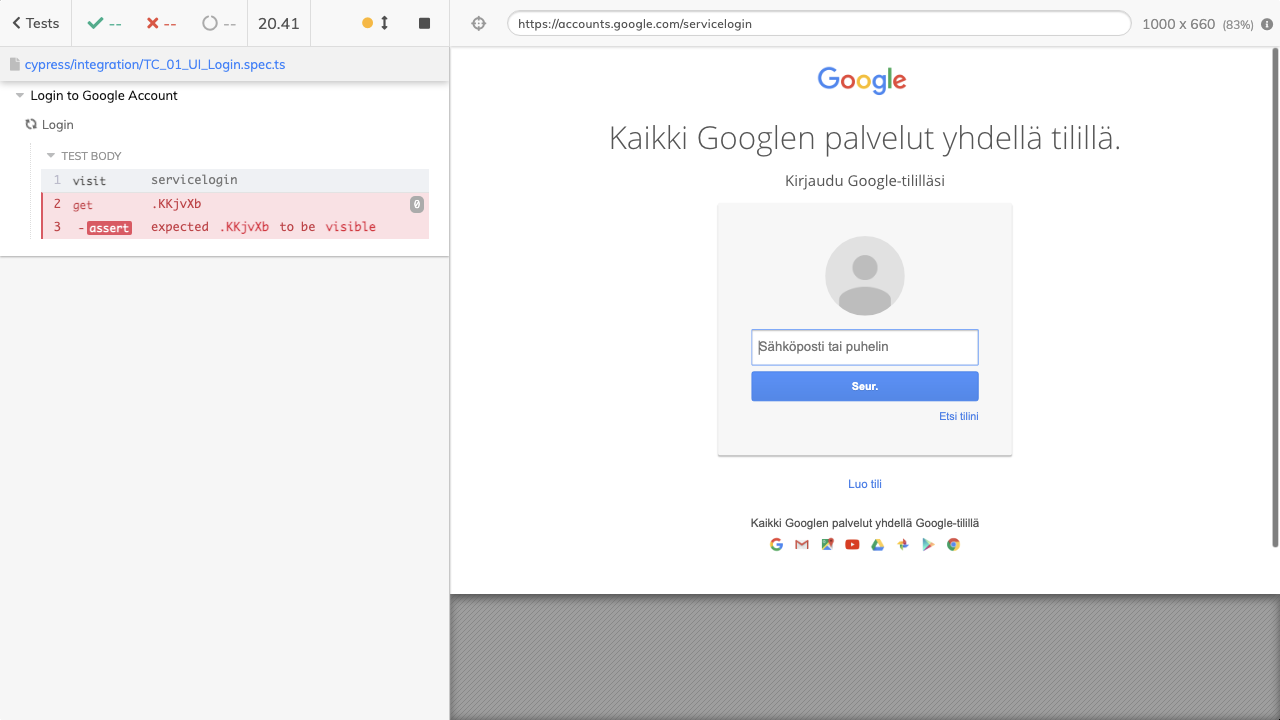 Tests -- -- -- 20.41
https://accounts.google.com/servicelogin 1000 x 660 (83%)
cypress/integration/TC_01_UI_Login.spec.ts
Login to Google Account
Login
TEST BODY
1 visit servicelogin
2 get .KKjvXb 0
3 - assert expected .KKjvXb to be visible
Google
Kaikki Googlen palvelut yhdellä tilillä.
Kirjaudu Google-tililläsi
Sähköposti tai puhelin
Seur.
Etsi tilini
Luo tili
Kaikki Googlen palvelut yhdellä Google-tilillä